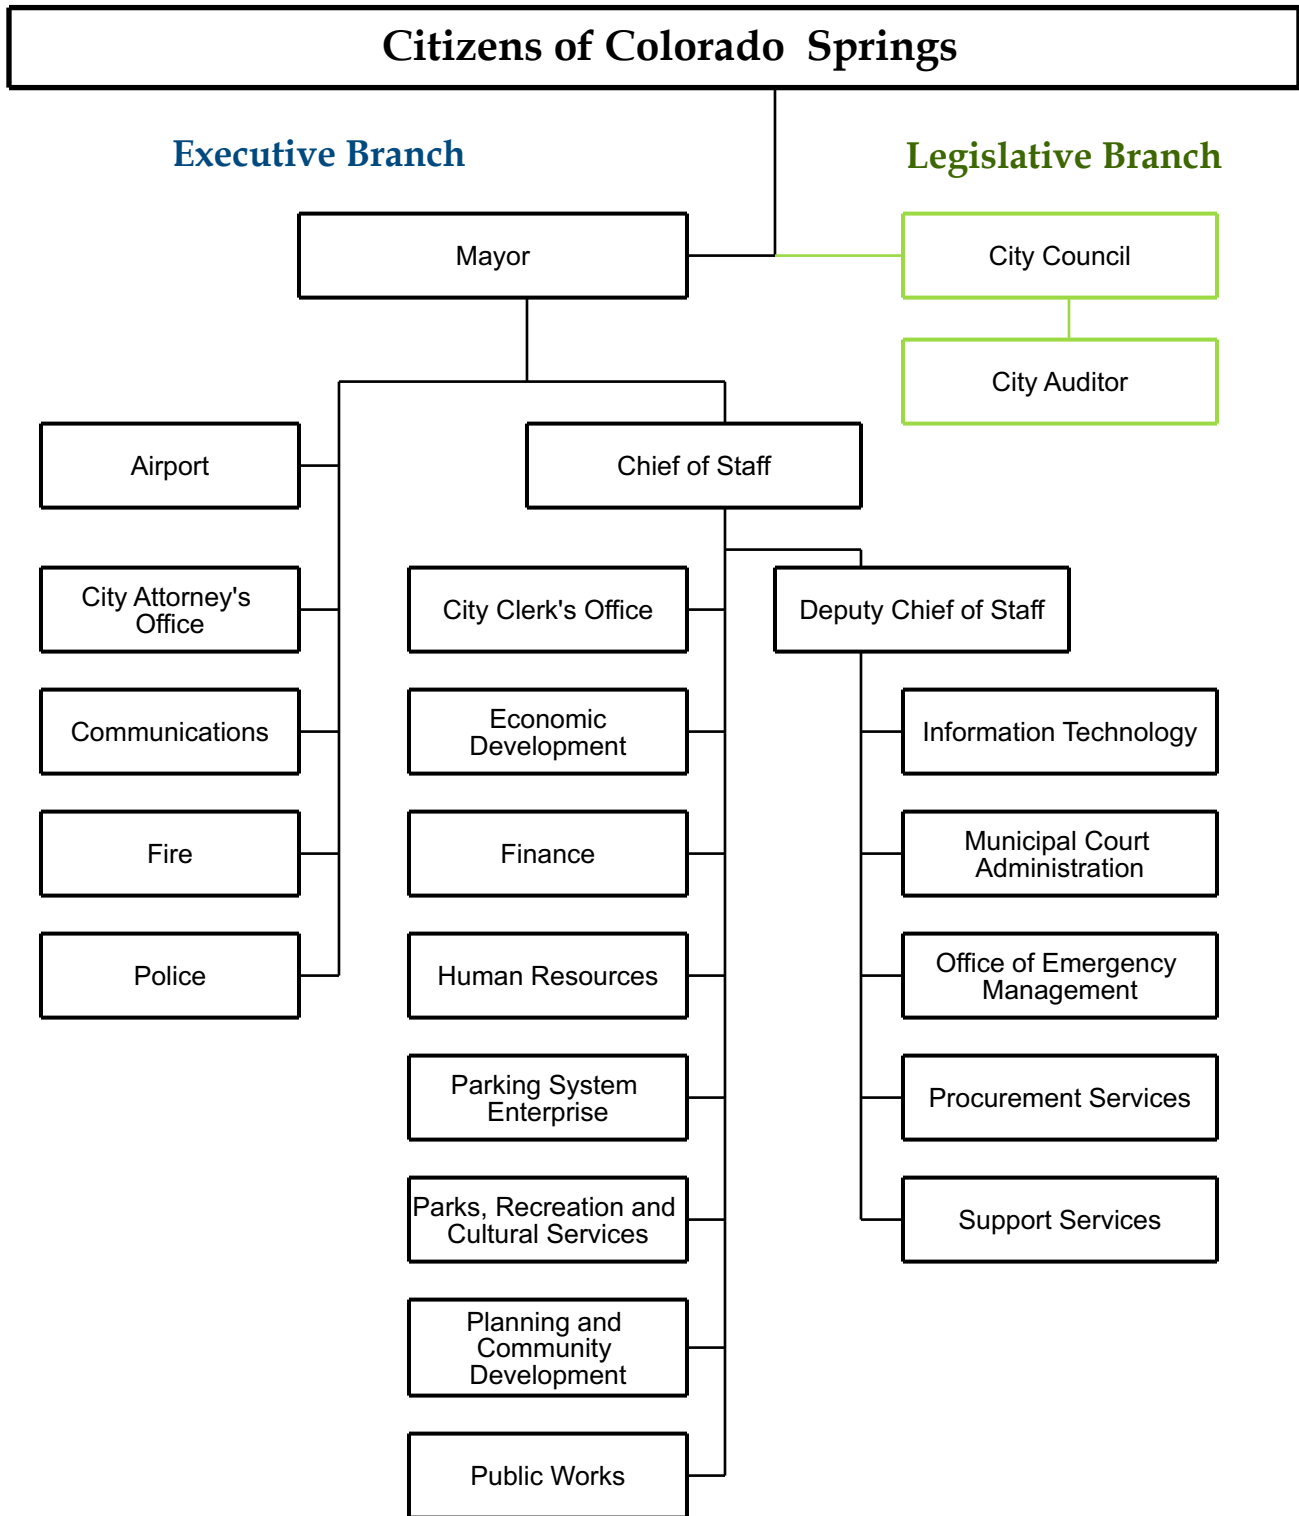 Citizens of Colorado  Springs
Executive Branch
Legislative Branch
Mayor
City Council
City Auditor
Airport
Chief of Staff
City Attorney's
Office
City Clerk's Office
Deputy Chief of Staff
Communications
Economic
Development
Information Technology
Fire
Finance
Municipal Court
Administration
Police
Human Resources
Office of Emergency
Management
Parking System
Enterprise
Procurement Services
Parks, Recreation and
Cultural Services
Support Services
Planning and
Community
Development
Public Works